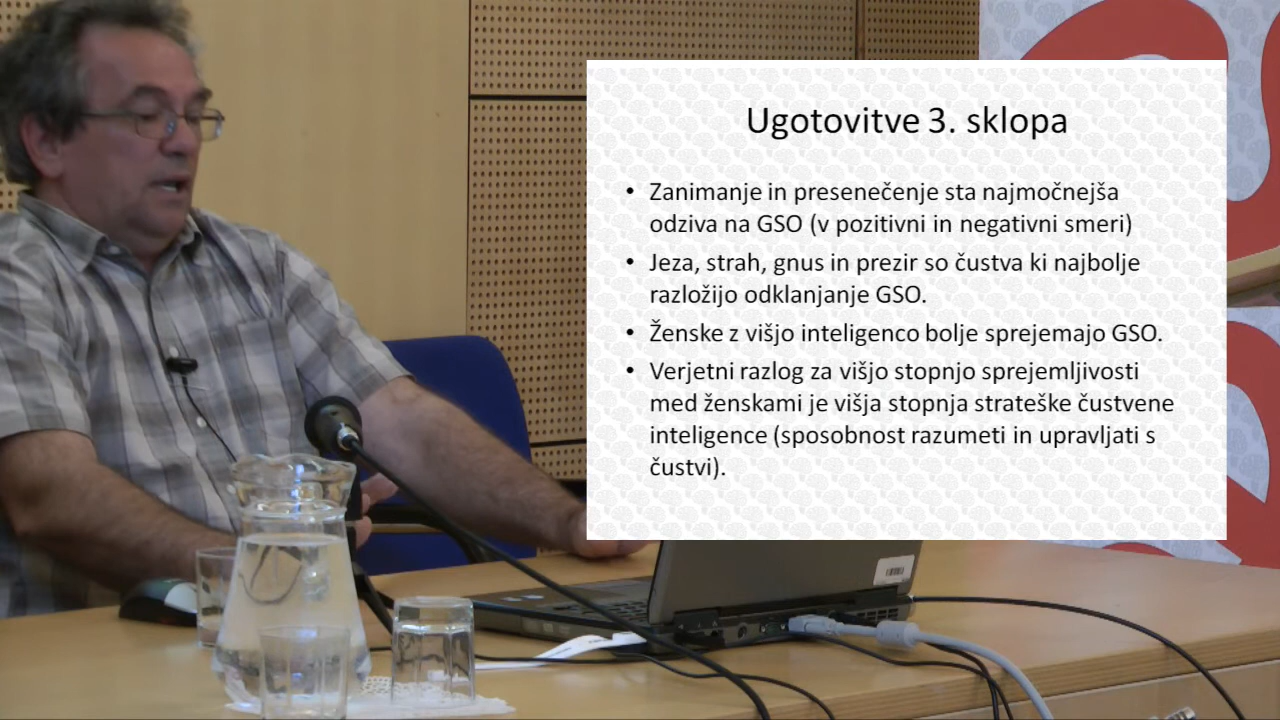 Ugotovitve 3. sklopa
• Zanimanje in presenečenje sta najmočnejša
odziva na GSO (v pozitivni in negativni smeri)
• Jeza, strah, gnus in prezir so čustva ki najbolje
razložijo odklanjanje GSO.
• Ženske z višjo inteligenco bolje sprejemajo GSO.
• Verjetni razlog za višjo stopnjo sprejemljivosti
med ženskami je višja stopnja strateške čustvene
inteligence (sposobnost razumeti in upravljati s
čustvi).